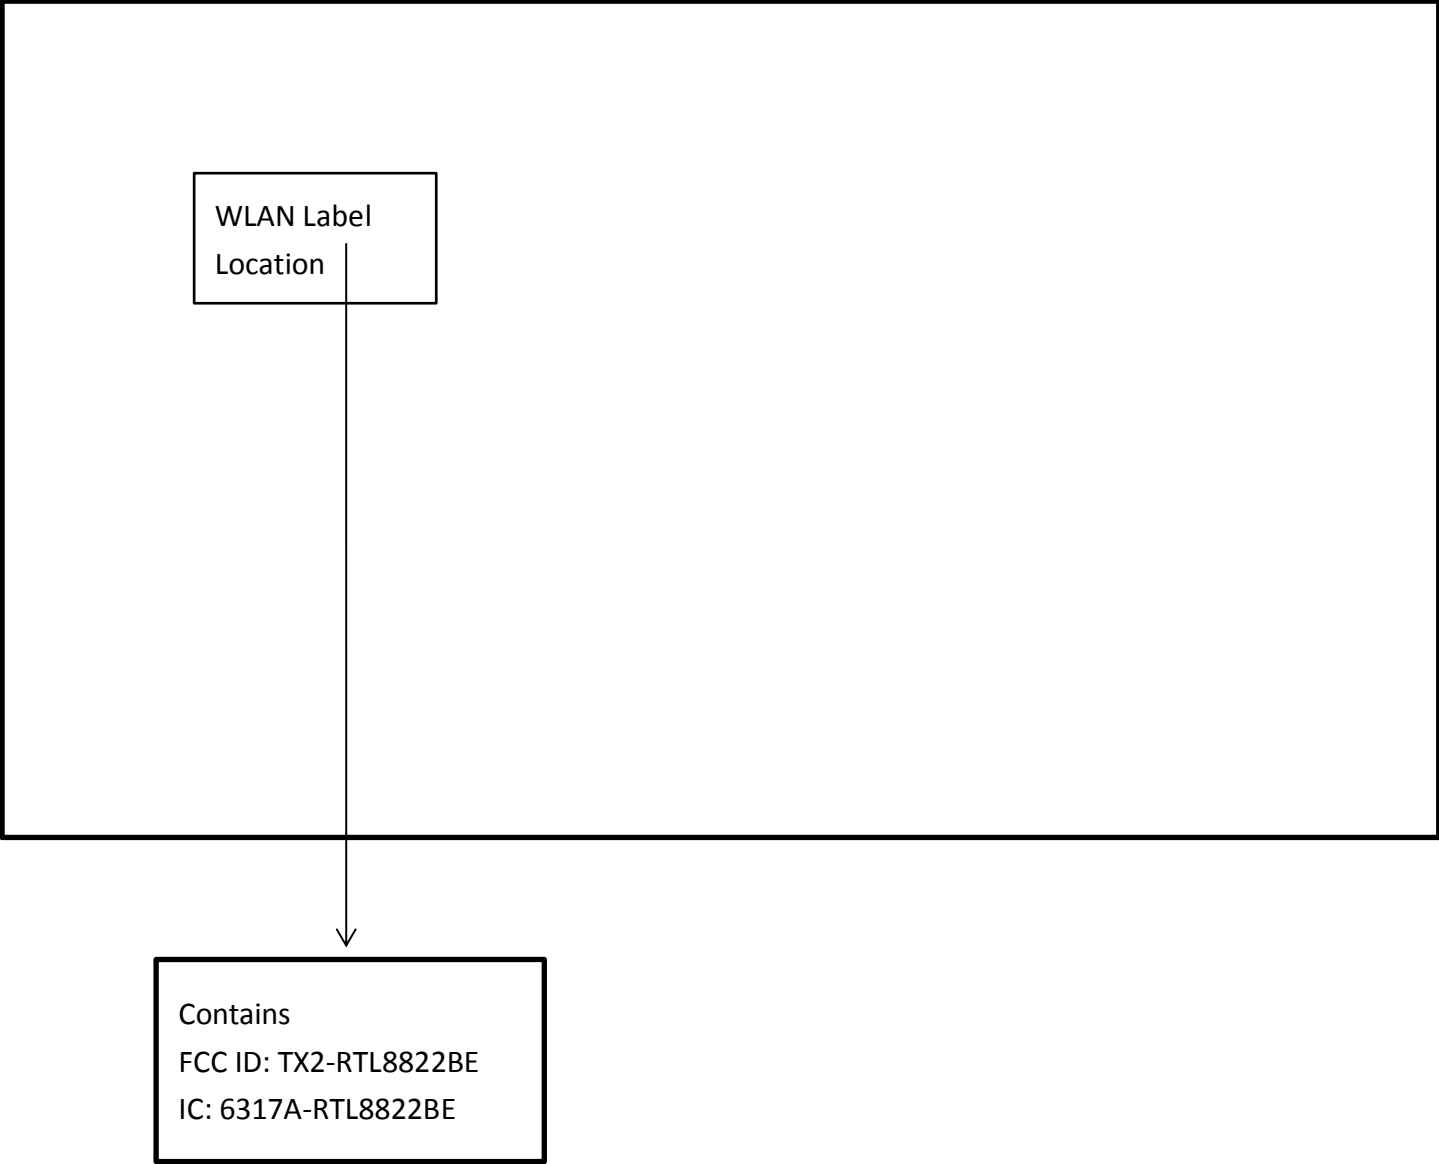 WLAN Label
Location
Contains
FCC ID: TX2-RTL8822BE
IC: 6317A-RTL8822BE